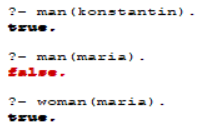 ?- man(konstantin).
true.
?- man(maria).
false.
?- woman(maria).
true.